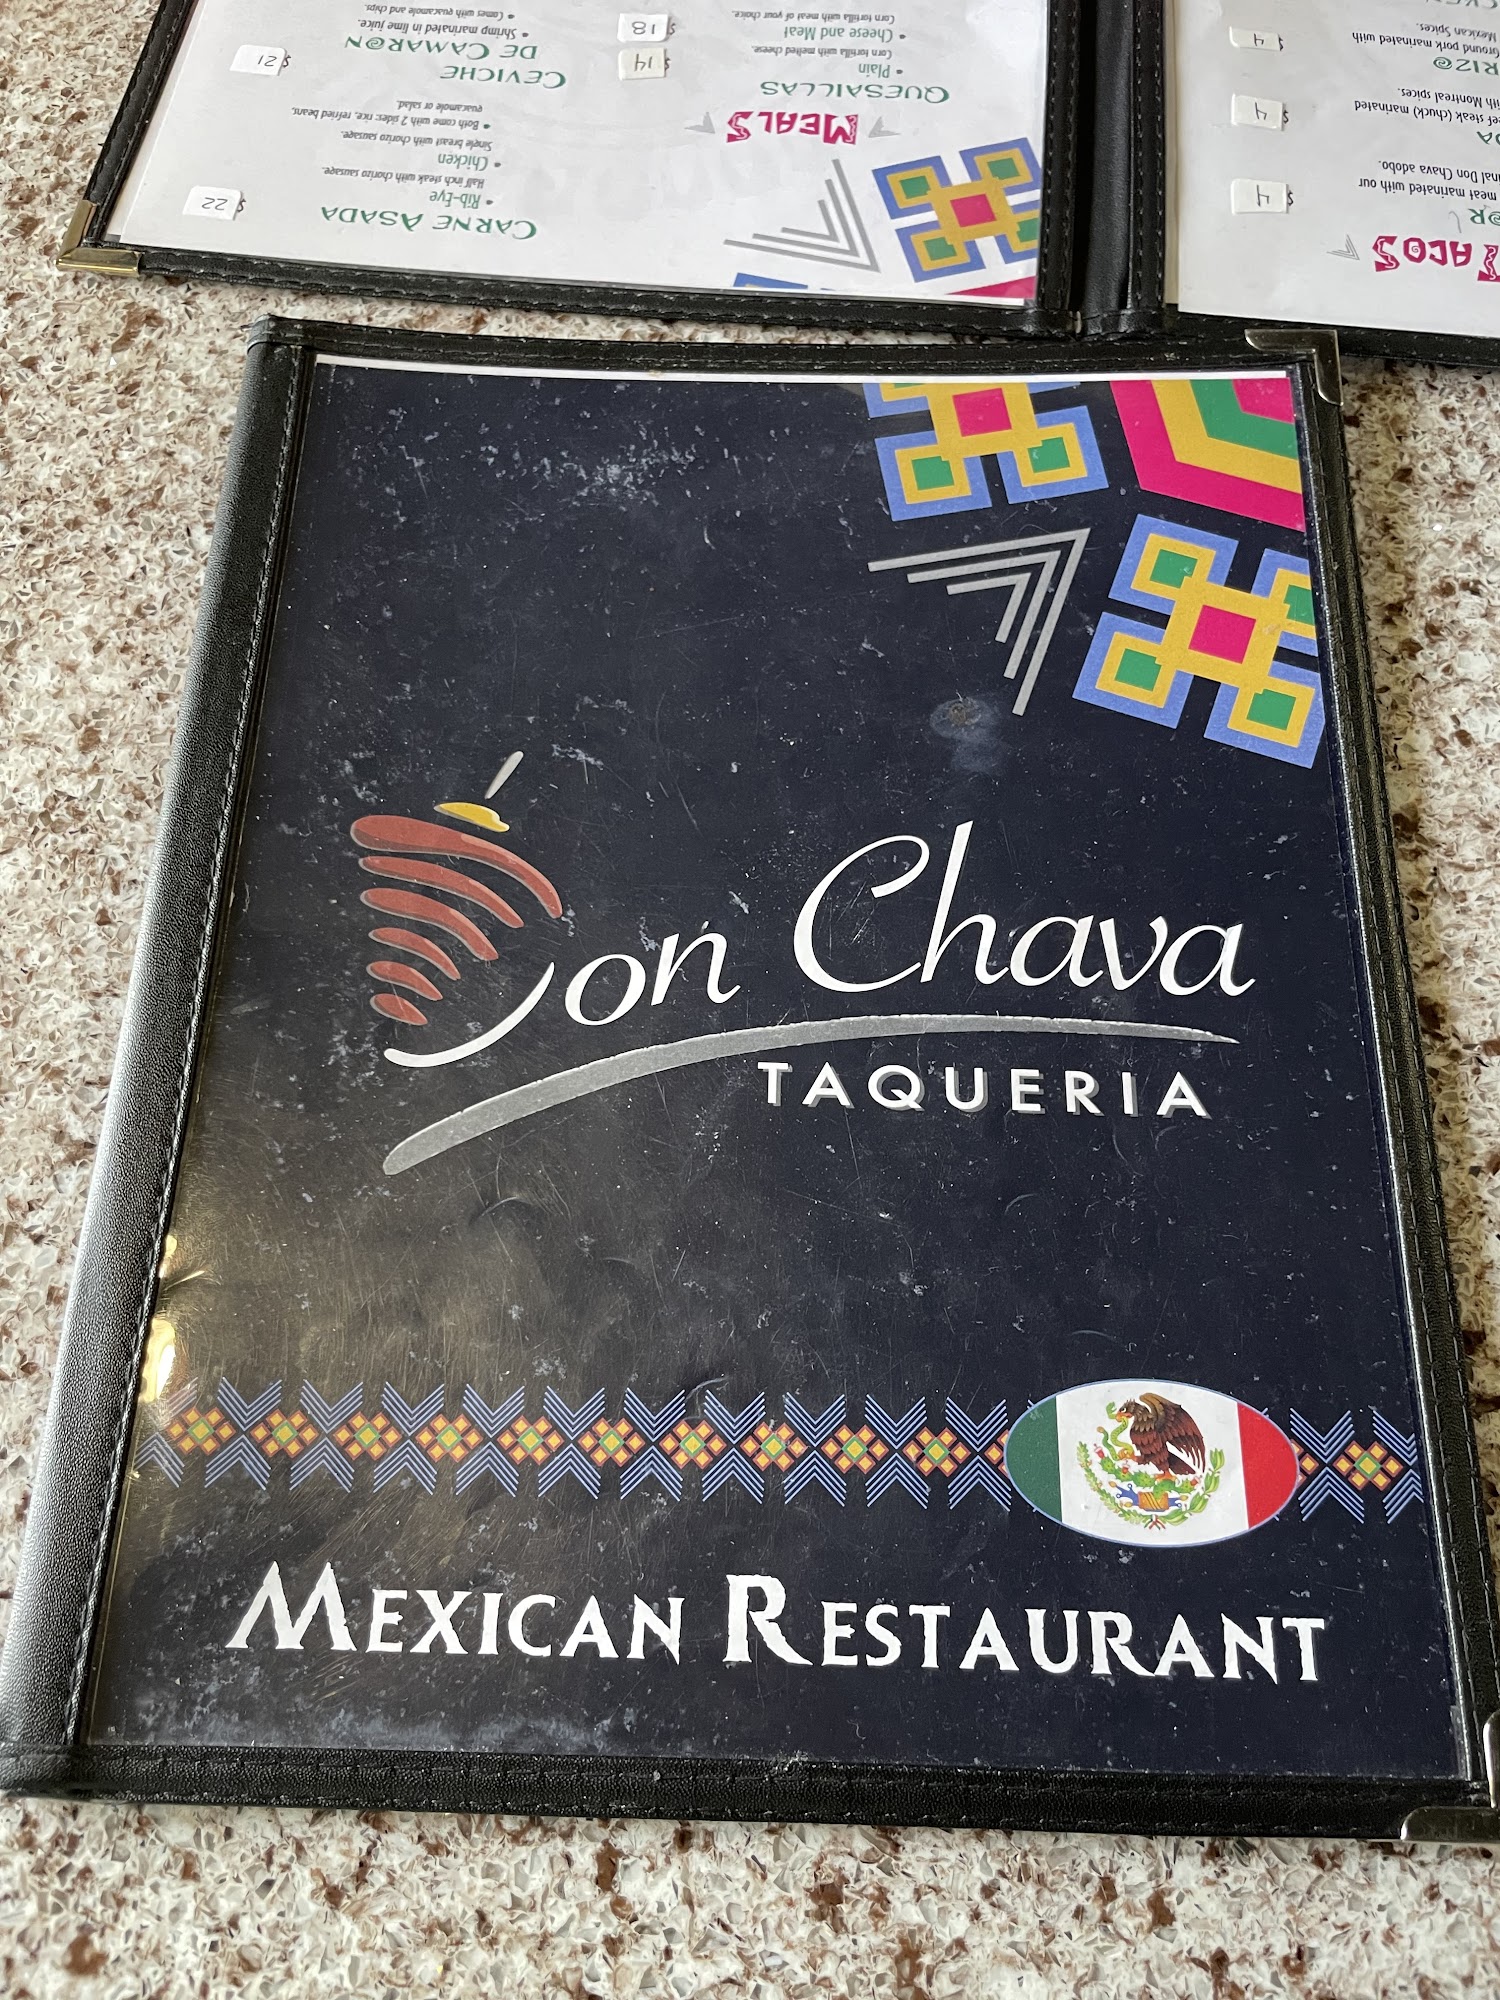 Don Chava
TAQUERIA
MEXICAN RESTAURANT
MEALS
QUESAILLAS
• Plain
Corn tortilla melted cheese.
$ 14
• Cheese and Meat
Corn tortilla with meat of your choice.
$ 18
CARNE ASADA
$ 22
• Rib-Eye
Half inch steak with chorizo sausage.
• Chicken
Single breast with chorizo sausage.
• Both come with 2 sides: rice, refried beans,
guacamole or salad.
CEVICHE
DE CAMARON
$ 21
• Shrimp marinated in lime juice.
• Comes with guacamole and chips.
TACOS
meat marinated with our
Don Chava adobo.
$ 4
steak (chuck) marinated
with Montreal spices.
$ 4
pork marinated with
Mexican Spices.
$ 4